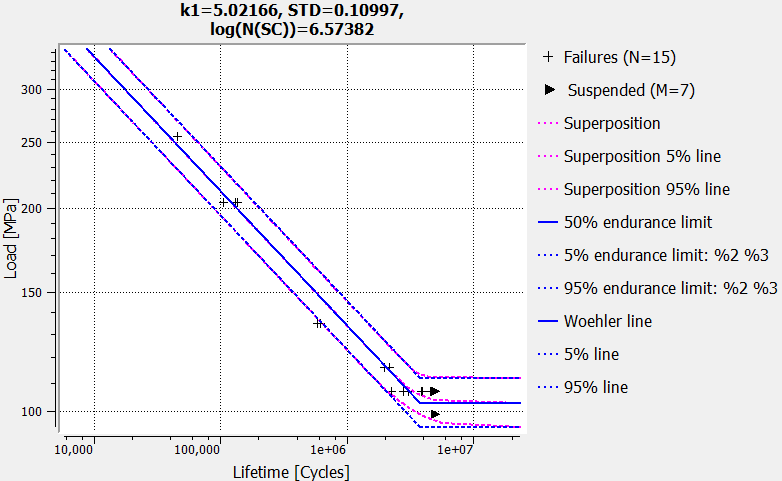 k1=5.02166, STD=0.10997,
log(N(SC))=6.57382
Load [MPa]
300
250
200
150
100
10,000
100,000
1e+06
1e+07
Lifetime [Cycles]
Failures (N=15)
Suspended (M=7)
Superposition
Superposition 5% line
Superposition 95% line
50% endurance limit
5% endurance limit: %2 %3
95% endurance limit: %2 %3
Woehler line
5% line
95% line